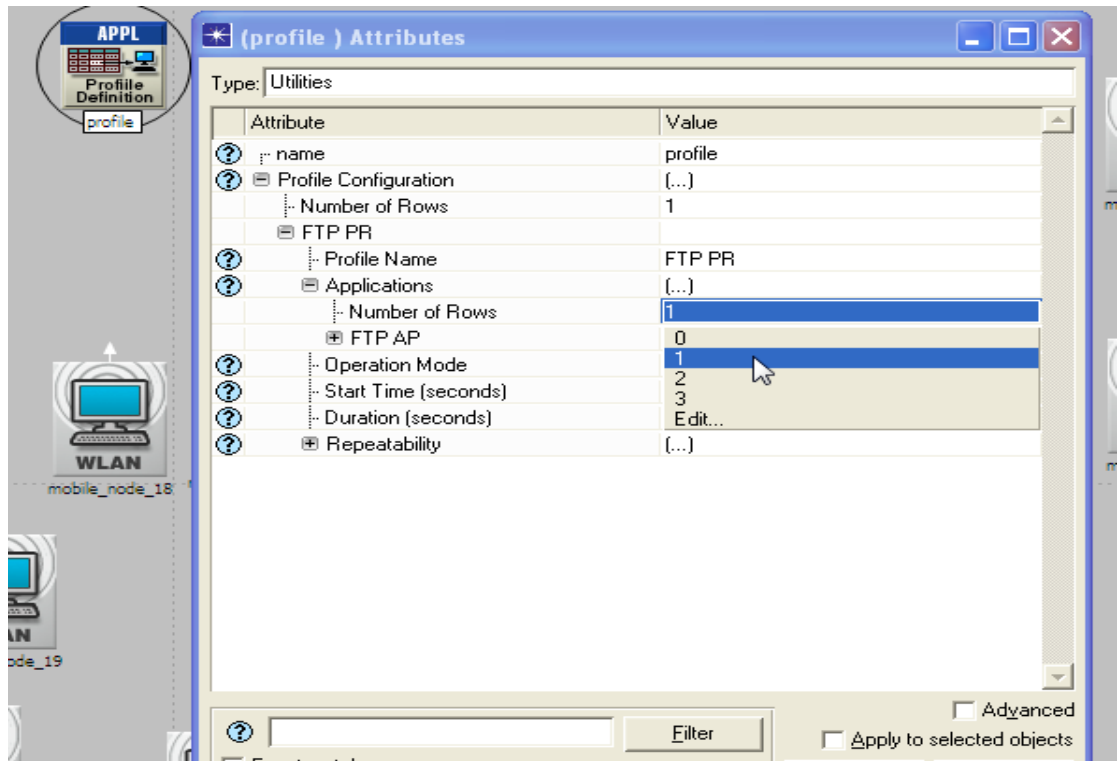 APPL
Profiile
Definition
profile
(profile ) Attributes
Type: Utilities
Attribute Value
name profile
Profile Configuration (...)
Number of Rows 1
FTP PR
Profile Name FTP PR
Applications (...)
Number of Rows 1
FTP AP
0
1
2
3
Edit...
Operation Mode
Start Time (seconds)
Duration (seconds)
Repeatability (...)
Advanced
Filter
Apply to selected objects
WLAN
mobile_node_18
AN
ode_19
m
m